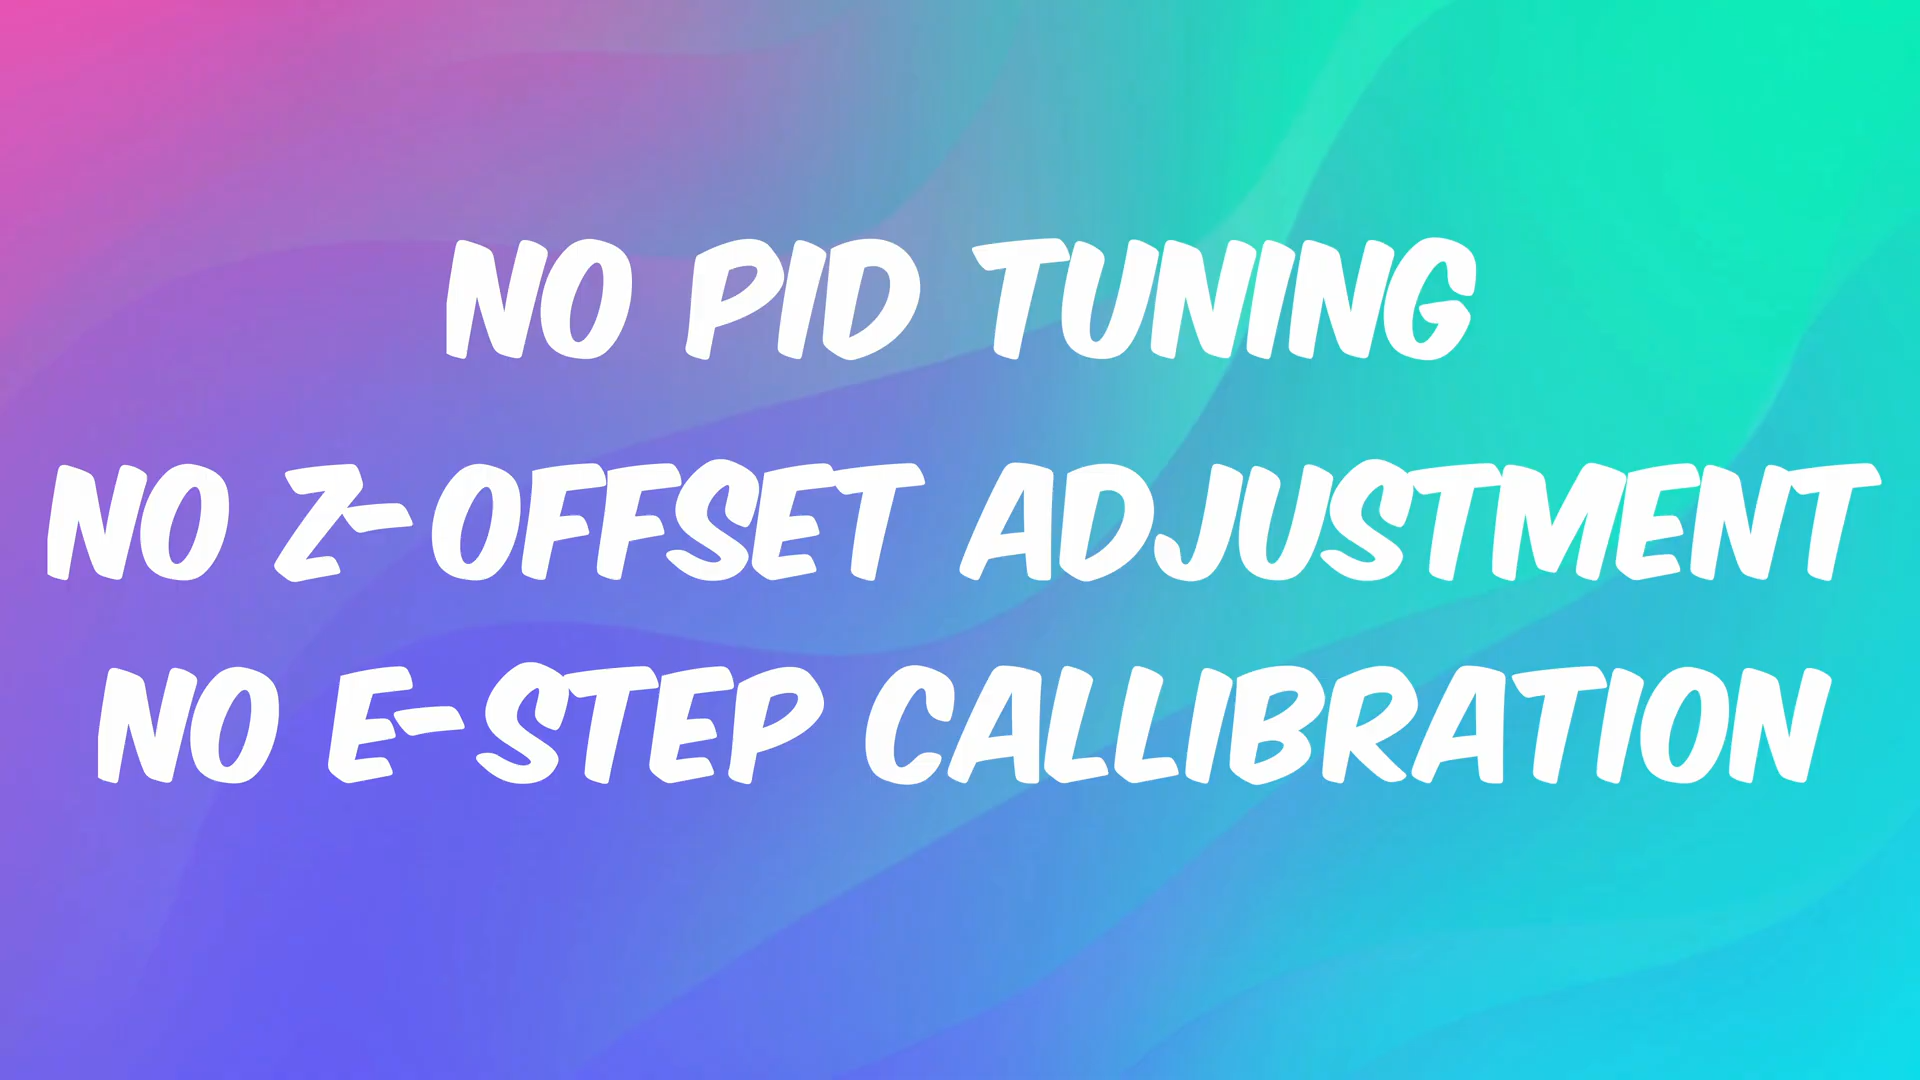 NO PID TUNING
NO Z-OFFSET ADJUSTMENT
NO E-STEP CALLIBRATION